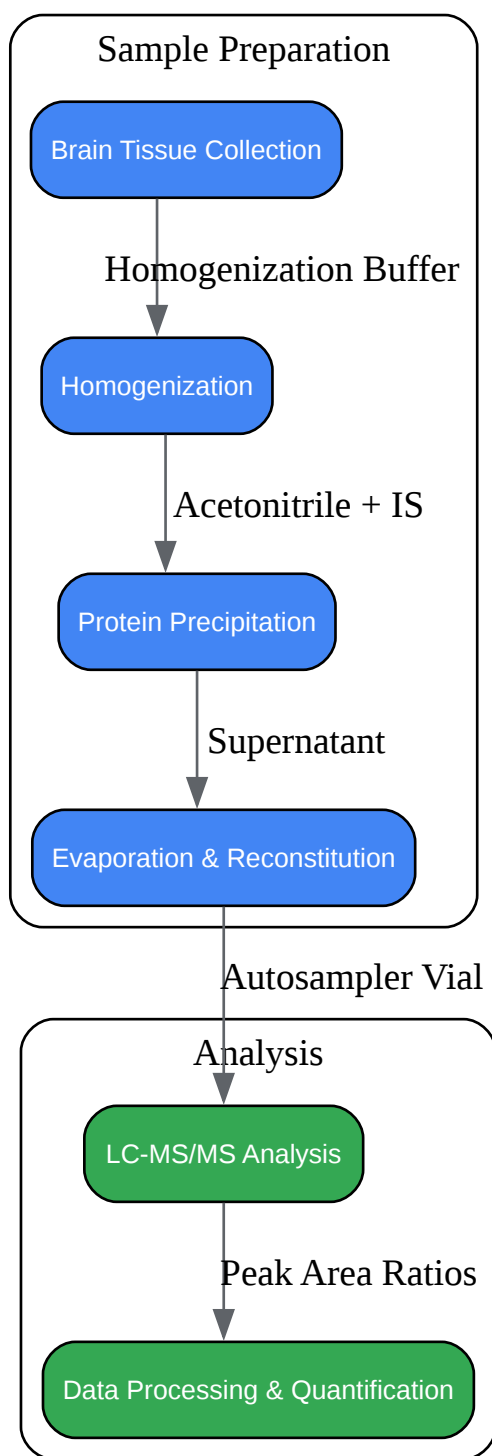 Sample Preparation
Brain Tissue Collection
Homogenization Buffer
Homogenization
Acetonitrile + IS
Protein Precipitation
Supernatant
Evaporation & Reconstitution
Autosampler Vial
Analysis
LC-MS/MS Analysis
Peak Area Ratios
Data Processing & Quantification